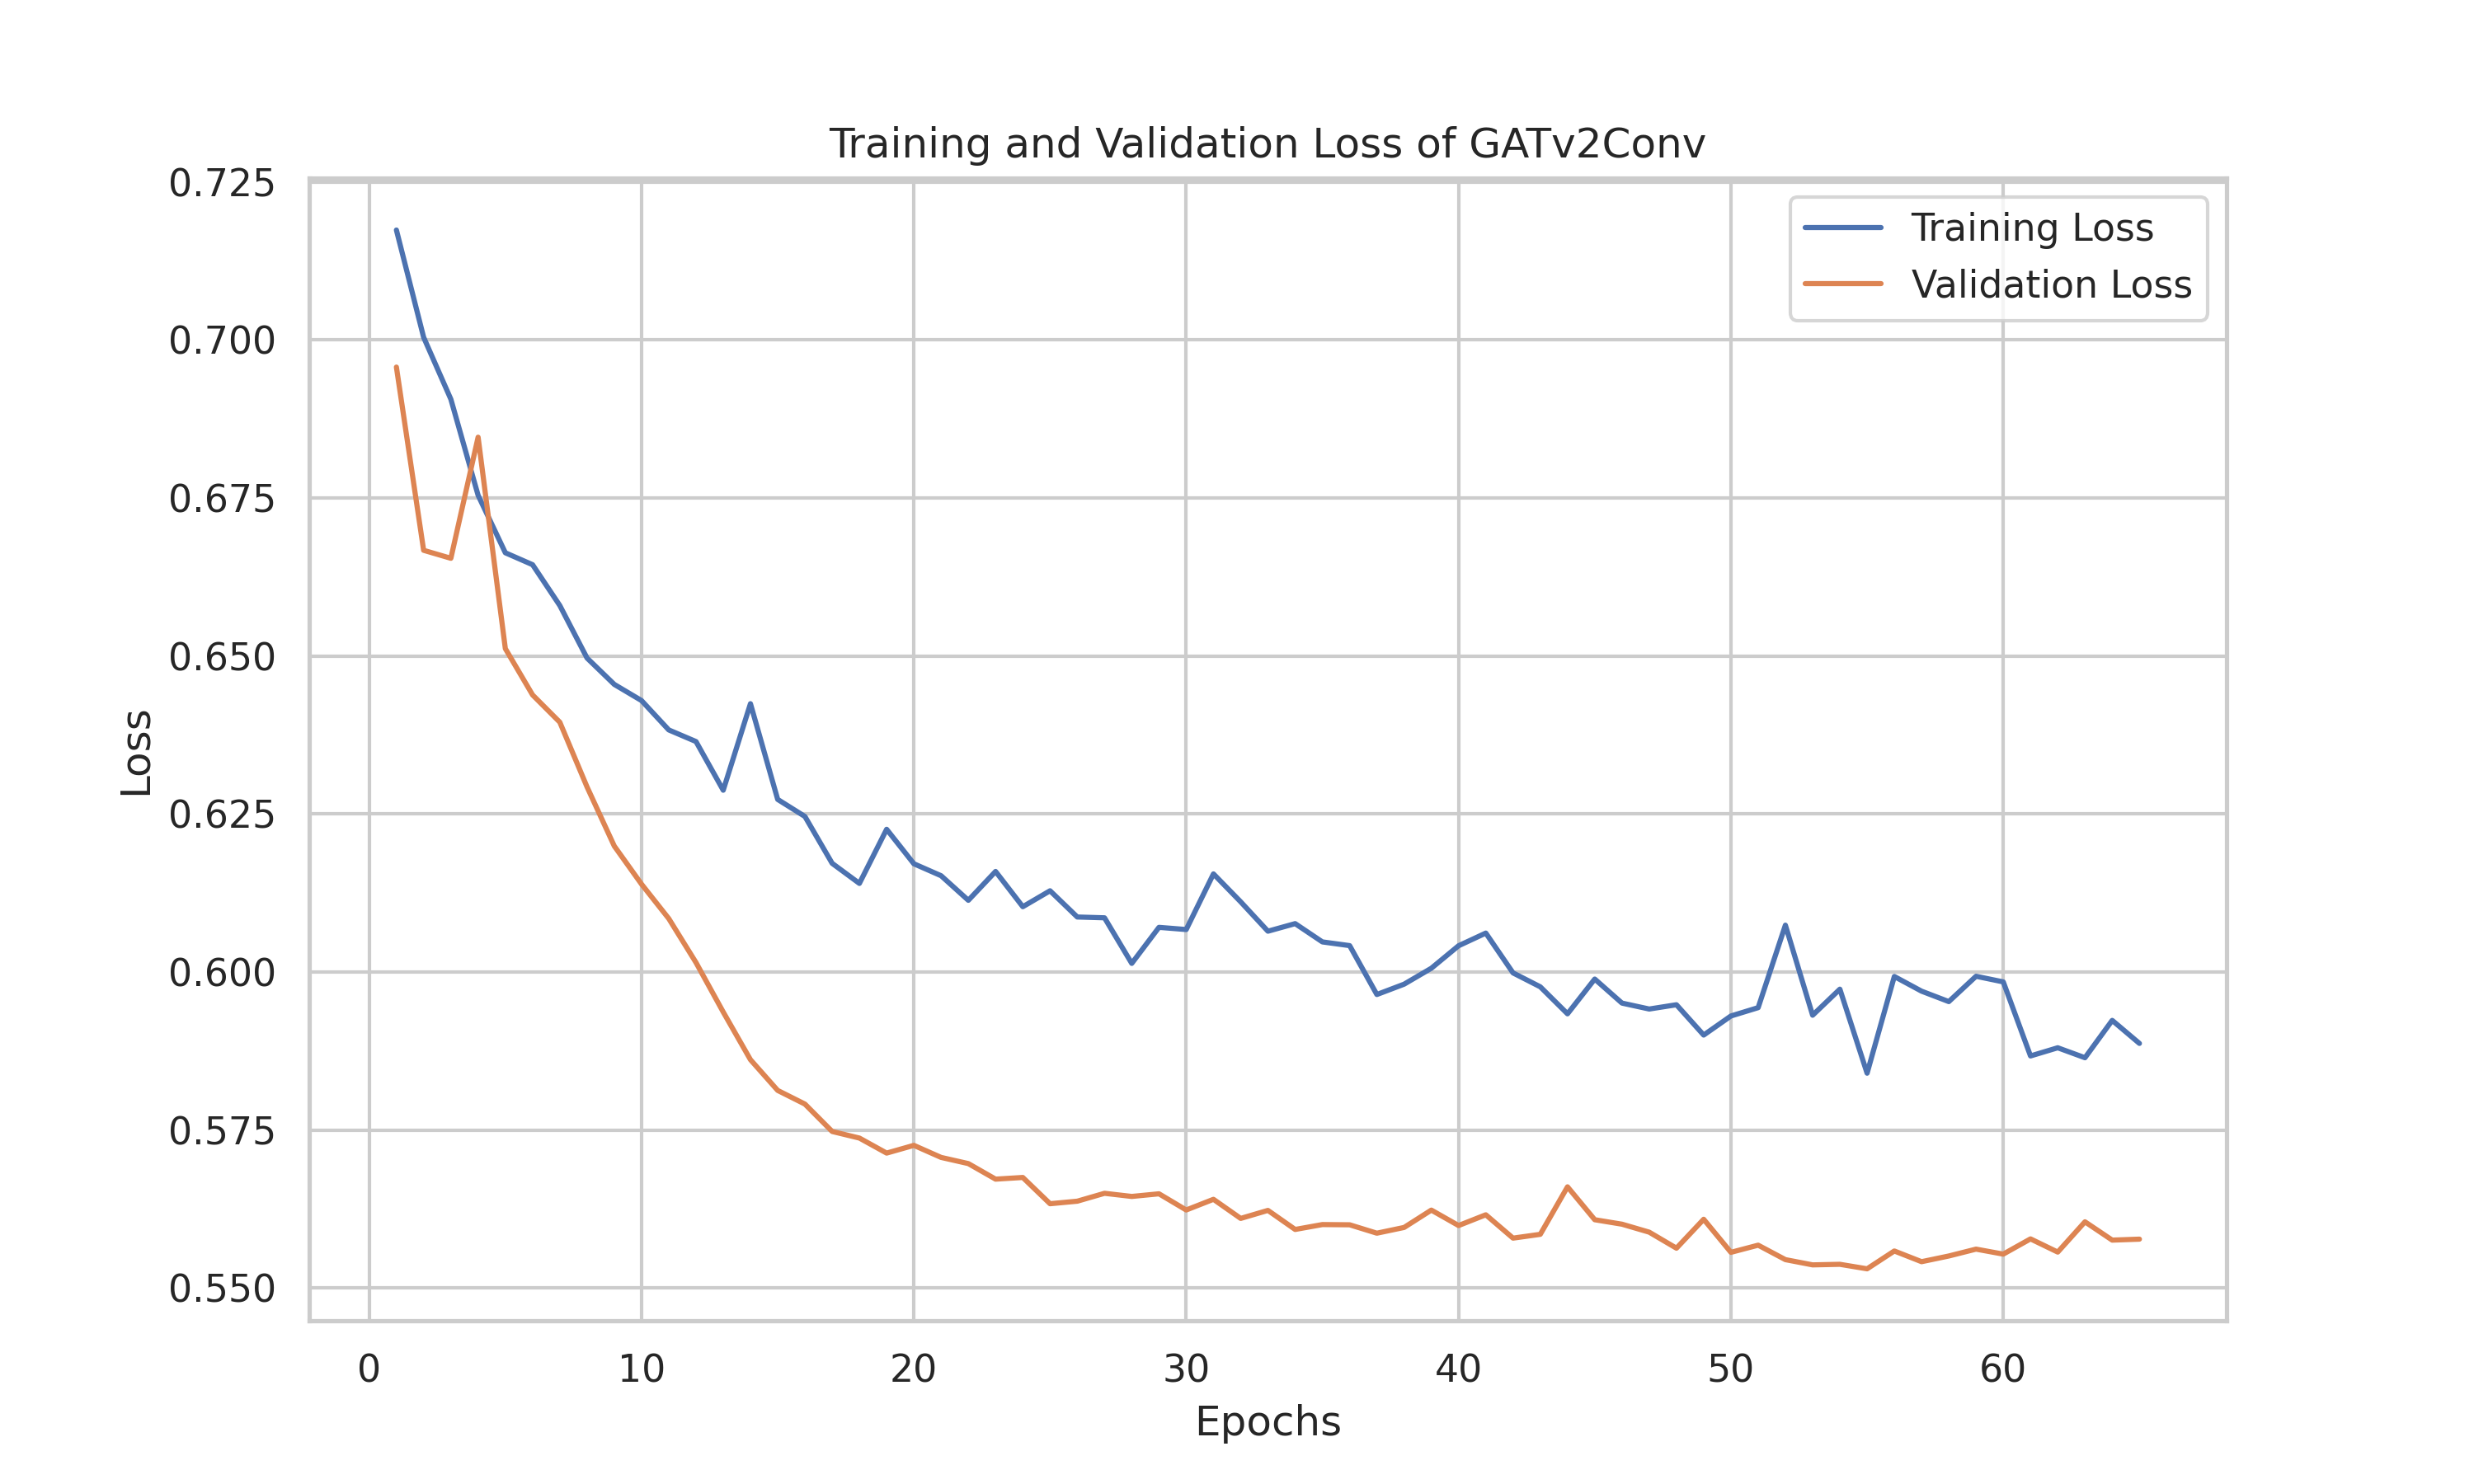 Training and Validation Loss of GATv2Conv
Training Loss
Validation Loss
0.725
0.700
0.675
0.650
0.625
0.600
0.575
0.550
Loss
0 10 20 30 40 50 60
Epochs